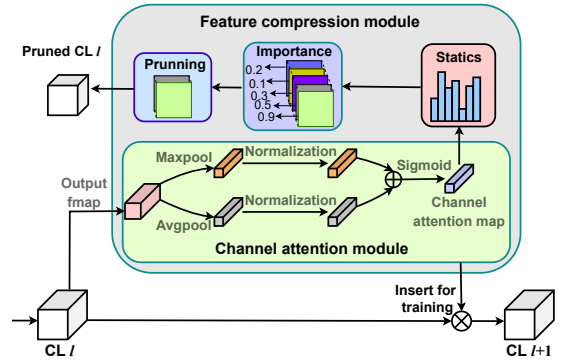 Feature compression module
Pruned CL l
Prunning
Importance
0.2
0.1
0.3
0.5
0.9
Statics
Maxpool
Normalization
Sigmoid
Output
fmap
Avgpool
Normalization
Channel
attention map
Channel attention module
Insert for
training
CL l
CL l+1